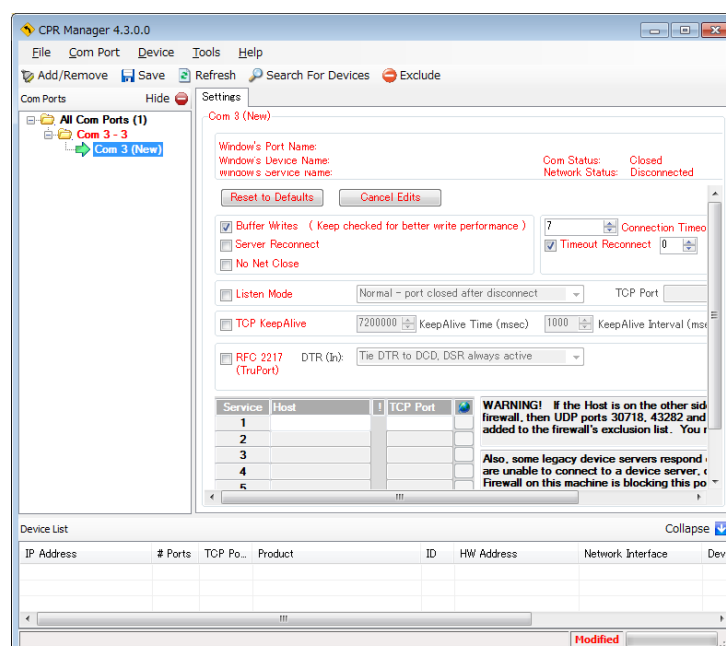 CPR Manager 4.3.0.0
File Com Port Device Tools Help
Add/Remove Save Refresh Search For Devices Exclude
Com Ports Hide
All Com Ports (1)
Com 3 - 3
Com 3 (New)
Settings
Com 3 (New)
Window's Port Name:
Window's Device Name: Com Status: Closed
Window's Service Name: Network Status: Disconnected
Reset to Defaults Cancel Edits
Buffer Writes ( Keep checked for better write performance ) 7 Connection Timeo
Server Reconnect Timeout Reconnect 0
No Net Close
Listen Mode Normal - port closed after disconnect TCP Port
TCP KeepAlive 7200000 KeepAlive Time (msec) 1000 KeepAlive Interval (mse
RFC 2217 DTR (In): Tie DTR to DCD, DSR always active
(TruPort)
Service Host ! TCP Port
1
2
3
4
5
WARNING! If the Host is on the other sid
firewall, then UDP ports 30718, 43282 and
added to the firewall's exclusion list. You
Also, some legacy device servers respond
are unable to connect to a device server,
Firewall on this machine is blocking this po
Device List Collapse
IP Address # Ports TCP Po... Product ID HW Address Network Interface Dev
Modified